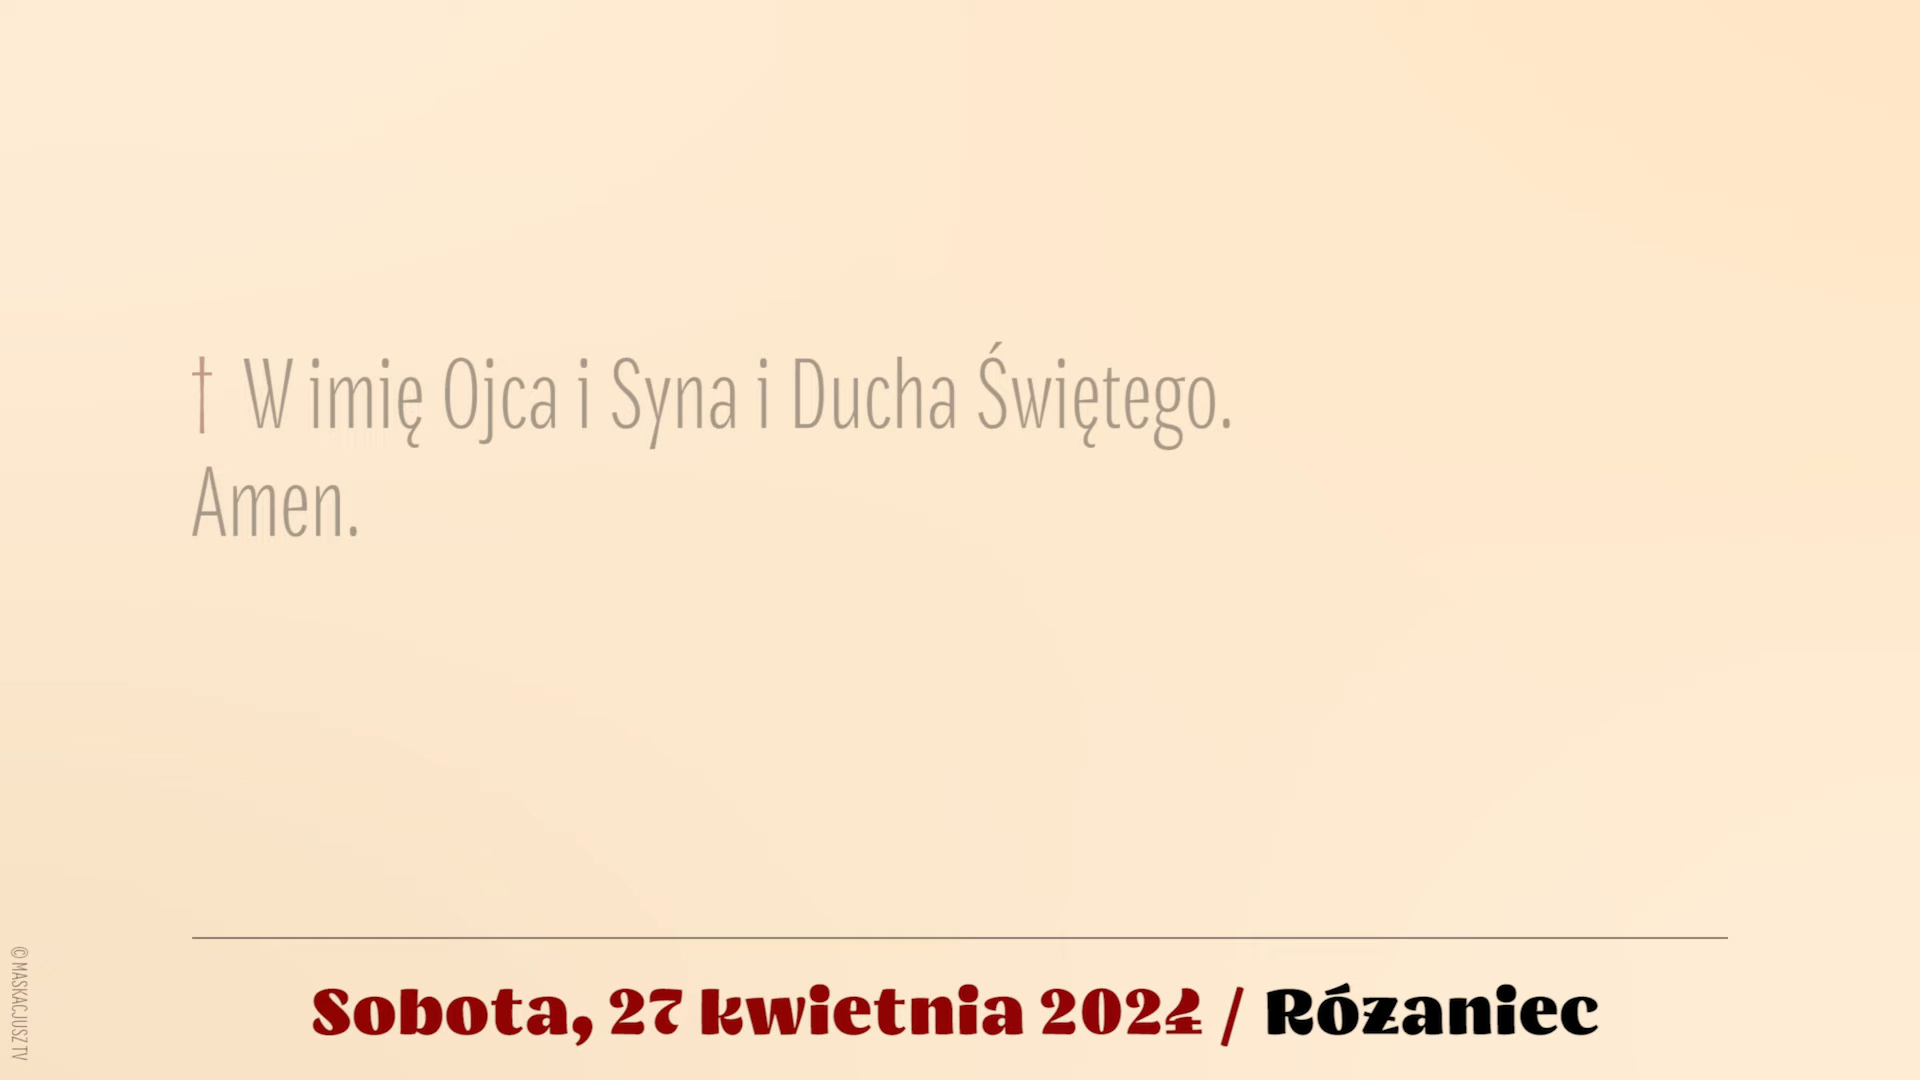 † W imię Ojca i Syna i Ducha Świętego.
Amen.
Sobota, 27 kwietnia 2024 / Różaniec
© MASKACJUSZ TV